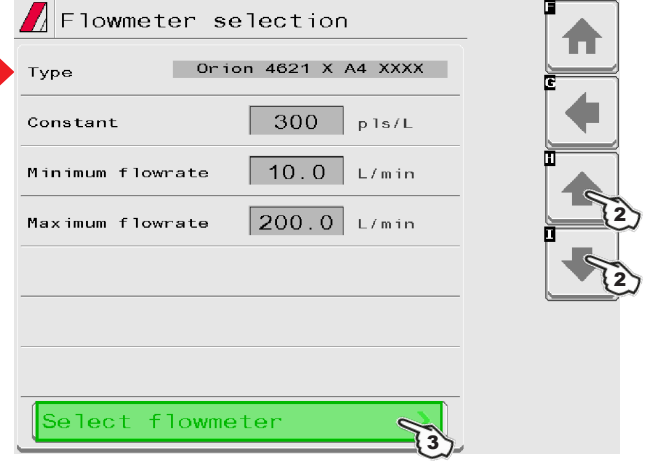 Flowmeter selection
F
Type Orion 4621 X A4 XXXX
G
Constant 300 pls/L
H
Minimum flowrate 10.0 L/min
2
Maximum flowrate 200.0 L/min
I
2
Select flowmeter
3